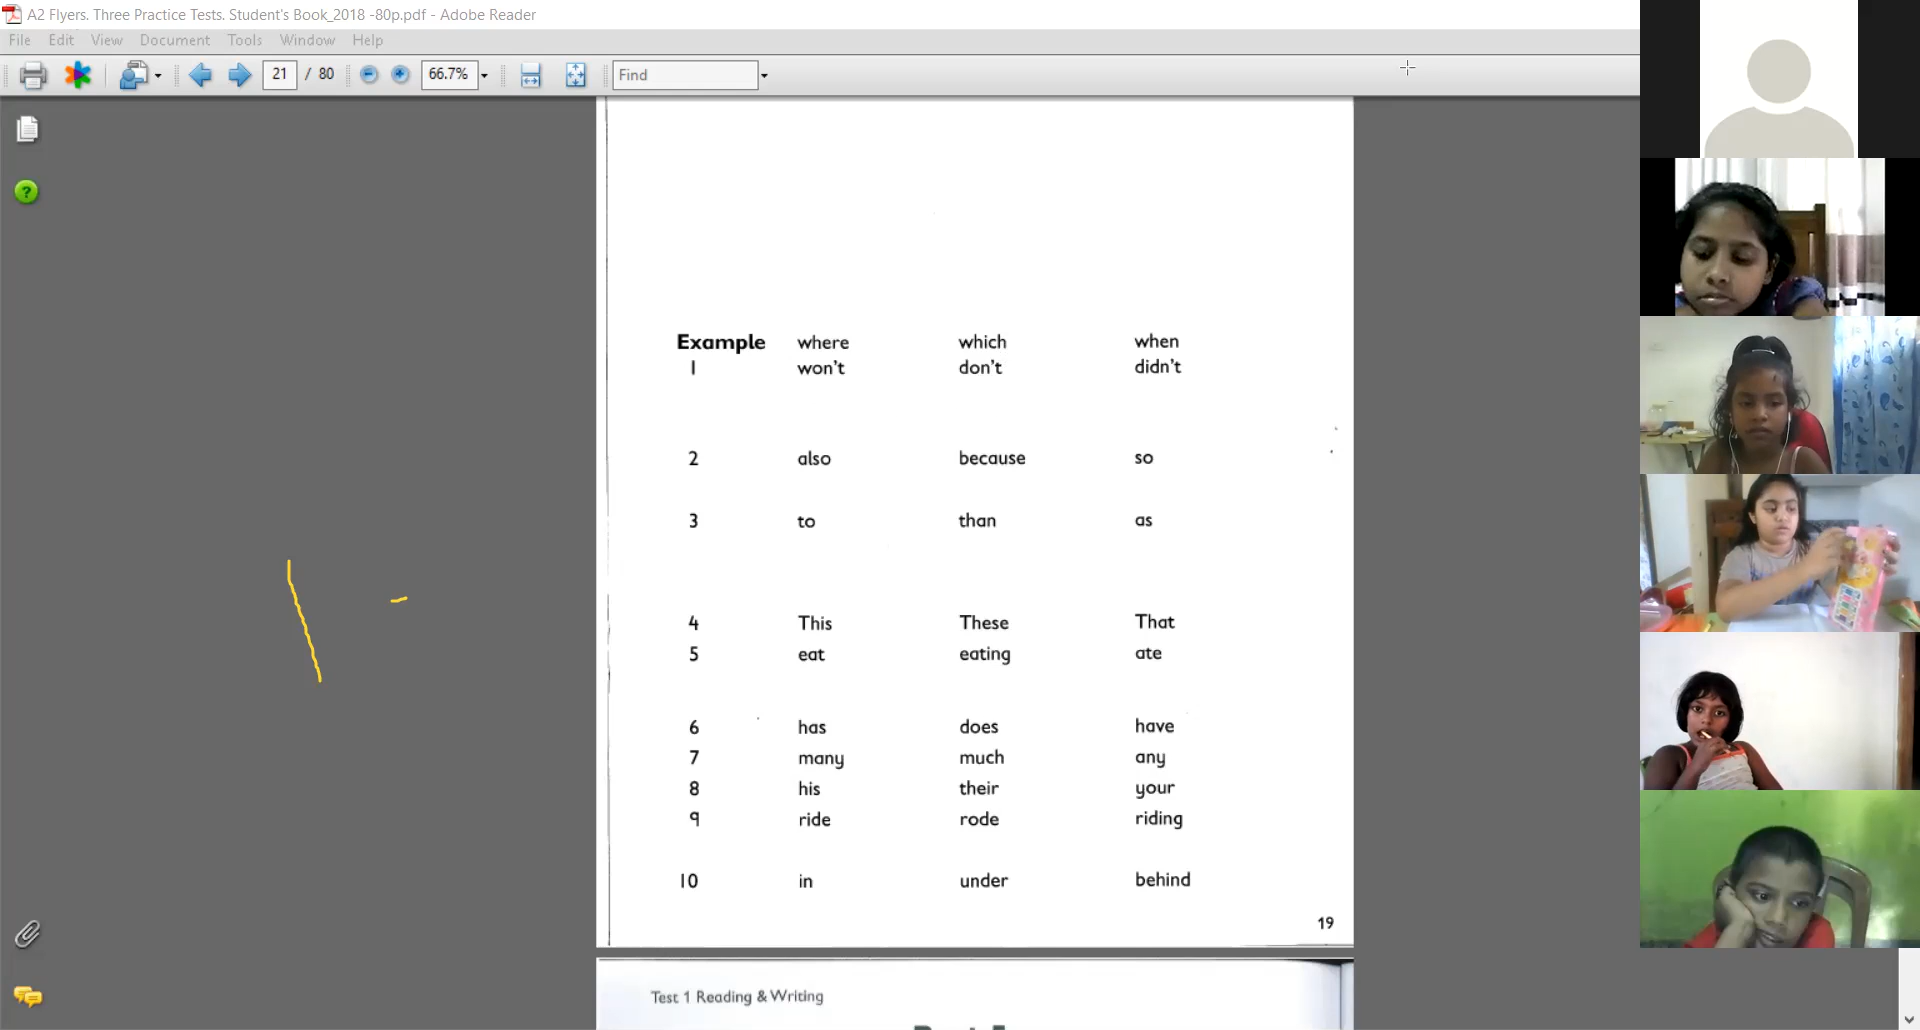 A2 Flyers. Three Practice Tests. Student's Book_2018 -80p.pdf - Adobe Reader
File Edit View Document Tools Window Help
21 / 80 66.7% Find
Example where which when
1 won't don't didn't
2 also because so
3 to than as
4 This These That
5 eat eating ate
6 has does have
7 many much any
8 his their your
9 ride rode riding
10 in under behind
19
Test 1 Reading & Writing